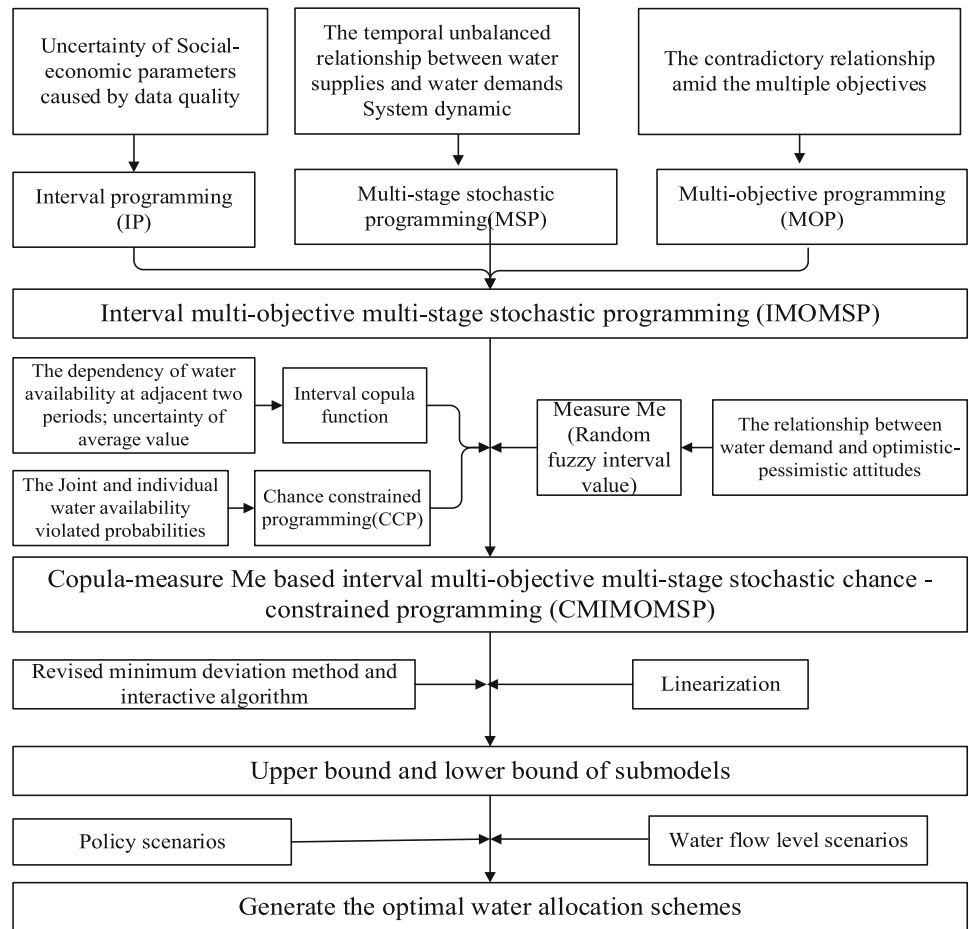 Uncertainty of Social-
economic parameters
caused by data quality
The temporal unbalanced
relationship between water
supplies and water demands
System dynamic
The contradictory relationship
amid the multiple objectives
Interval programming
(IP)
Multi-stage stochastic
programming(MSP)
Multi-objective programming
(MOP)
Interval multi-objective multi-stage stochastic programming (IMOMSP)
The dependency of water
availability at adjacent two
periods; uncertainty of
average value
Interval copula
function
Measure Me
(Random
fuzzy interval
value)
The relationship between
water demand and optimistic-
pessimistic attitudes
The Joint and individual
water availability
violated probabilities
Chance constrained
programming(CCP)
Copula-measure Me based interval multi-objective multi-stage stochastic chance -
constrained programming (CMIMOMSP)
Revised minimum deviation method and
interactive algorithm
Linearization
Upper bound and lower bound of submodels
Policy scenarios
Water flow level scenarios
Generate the optimal water allocation schemes